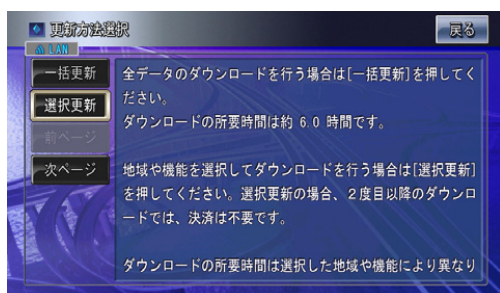 更新方法選択
戻る
LAN
一括更新
選択更新
前ページ
次ページ
全データのダウンロードを行う場合は[一括更新]を押してく
ださい。
ダウンロードの所要時間は約 6.0 時間です。
地域や機能を選択してダウンロードを行う場合は[選択更新]
を押してください。選択更新の場合、２度目以降のダウンロ
ードでは、決済は不要です。
ダウンロードの所要時間は選択した地域や機能により異なり